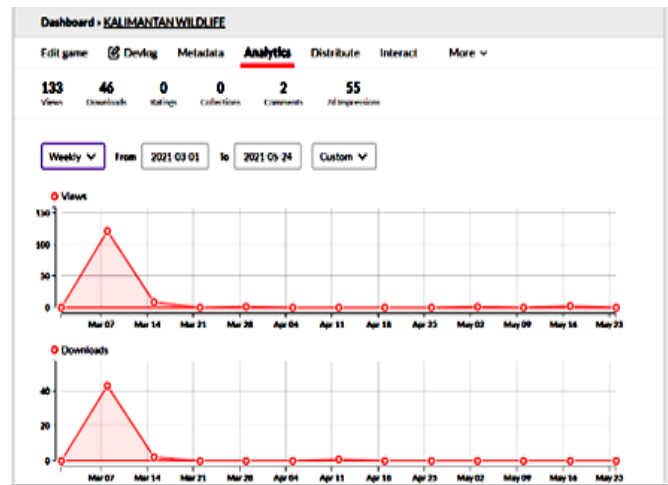 Dashboard » KALIMANTAN WILDLIFE
Edit game Devlog Metadata Analytics Distribute Interact More
133 46 0 0 2 55
Views Downloads Ratings Collections Comments All Impressions
Weekly From 2021 03 01 To 2021 05 24 Custom
Views
150
100
50
0
Mar 07 Mar 14 Mar 21 Mar 28 Apr 04 Apr 11 Apr 18 Apr 25 May 02 May 09 May 16 May 23
Downloads
40
20
0
Mar 07 Mar 14 Mar 21 Mar 28 Apr 04 Apr 11 Apr 18 Apr 25 May 02 May 09 May 16 May 23